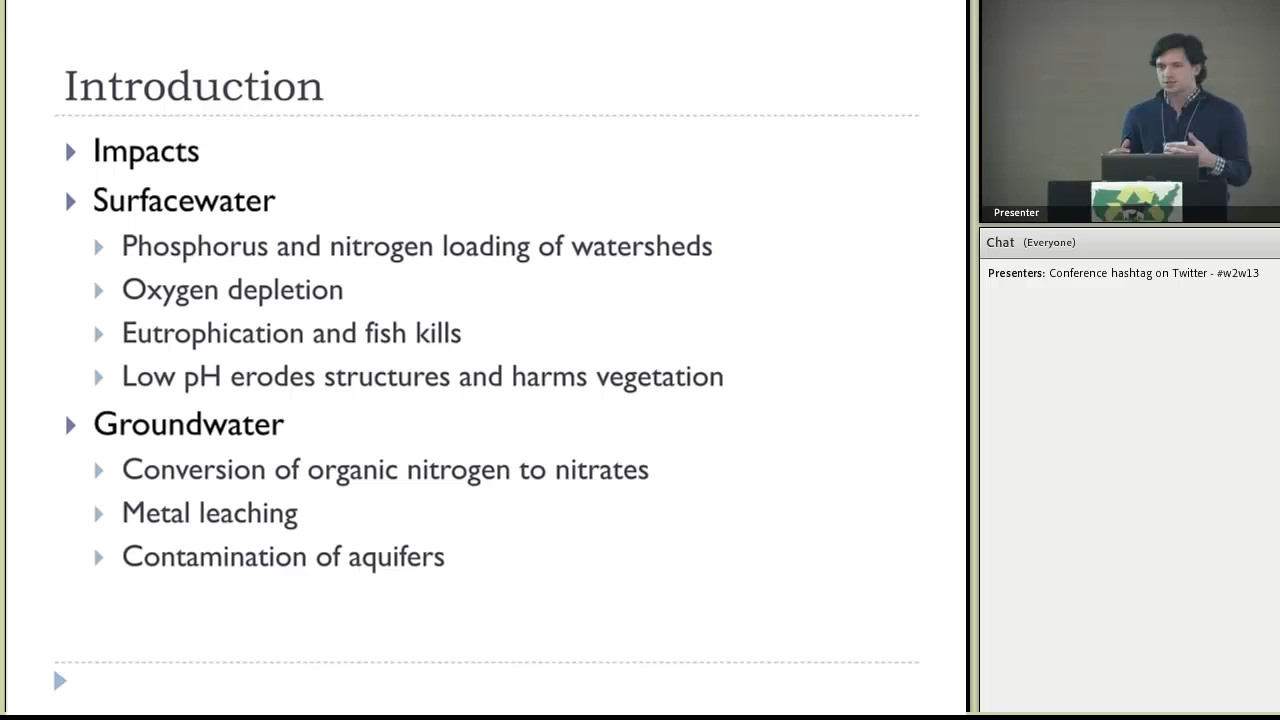 Introduction
Impacts
Surfacewater
Phosphorus and nitrogen loading of watersheds
Oxygen depletion
Eutrophication and fish kills
Low pH erodes structures and harms vegetation
Groundwater
Conversion of organic nitrogen to nitrates
Metal leaching
Contamination of aquifers
Presenter
Chat (Everyone)
Presenters: Conference hashtag on Twitter - #w2w13